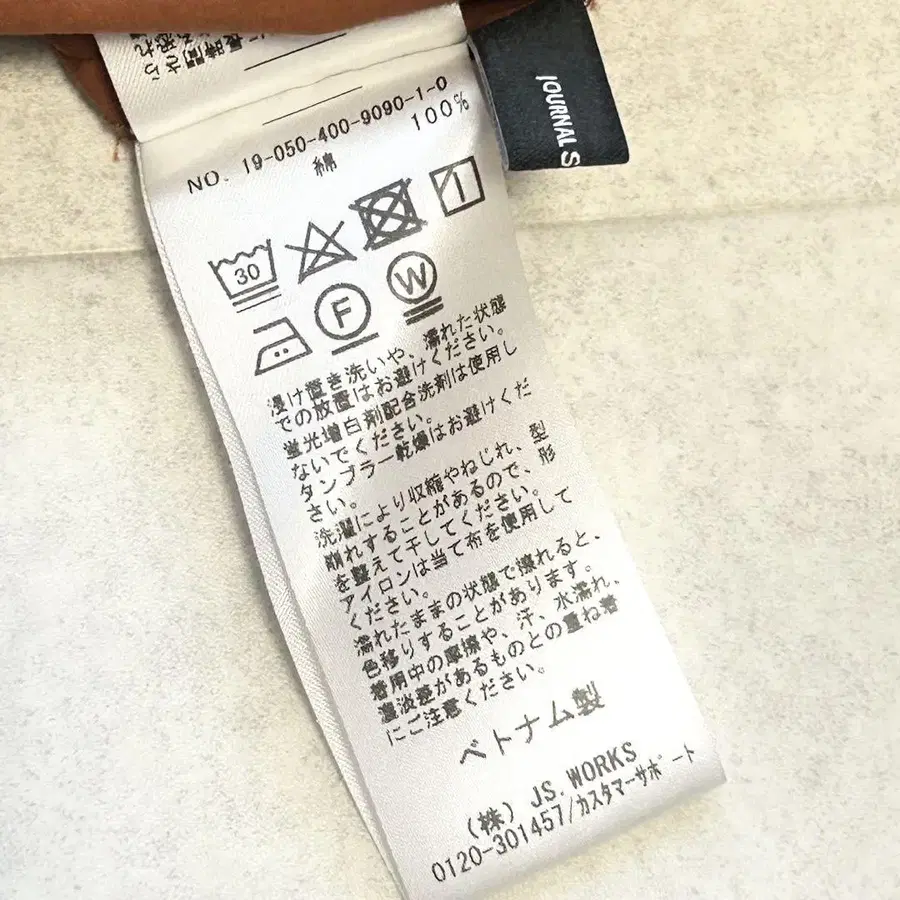 長時間
JOURNAL S
NO. 19-050-400-9090-1-0
綿 100%
30
F
W
浸け置き洗いや、濡れた状態
での放置はお避けください。
蛍光増白剤配合洗剤は使用し
ないでください。
タンブラー乾燥はお避けくだ
さい。
洗濯により収縮やねじれ、型
崩れすることがあるので、形
を整えて干してください。
アイロンは当て布を使用して
ください。
濡れたままの状態で擦れると、
色移りすることがあります。
着用中の摩擦や、汗、水濡れ、
濃淡差があるものとの重ね着
にご注意ください。
ベトナム製
(株) JS.WORKS
0120-301457/カスタマーサポート